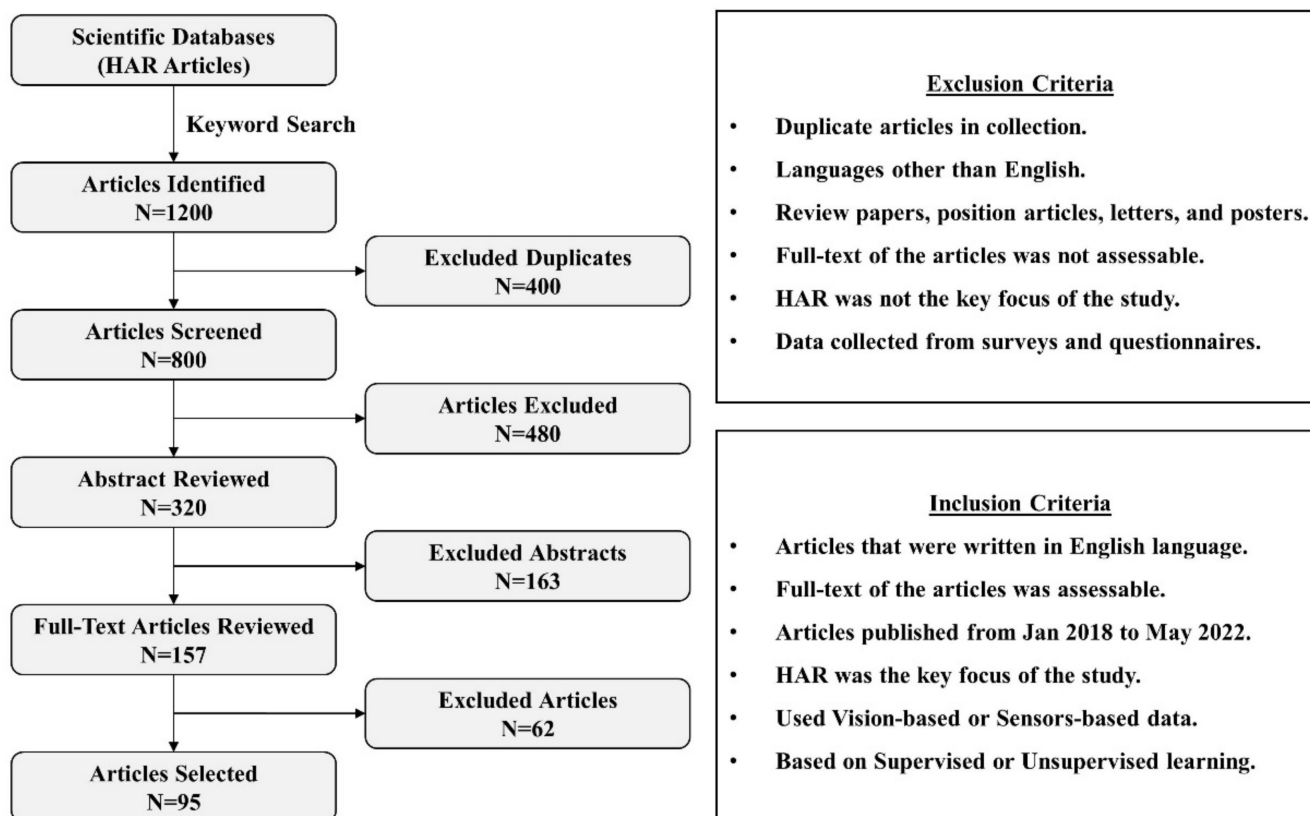 Scientific Databases
(HAR Articles)
Keyword Search
Articles Identified
N=1200
Excluded Duplicates
N=400
Articles Screened
N=800
Articles Excluded
N=480
Abstract Reviewed
N=320
Excluded Abstracts
N=163
Full-Text Articles Reviewed
N=157
Excluded Articles
N=62
Articles Selected
N=95
Exclusion Criteria
• Duplicate articles in collection.
• Languages other than English.
• Review papers, position articles, letters, and posters.
• Full-text of the articles was not assessable.
• HAR was not the key focus of the study.
• Data collected from surveys and questionnaires.
Inclusion Criteria
• Articles that were written in English language.
• Full-text of the articles was assessable.
• Articles published from Jan 2018 to May 2022.
• HAR was the key focus of the study.
• Used Vision-based or Sensors-based data.
• Based on Supervised or Unsupervised learning.